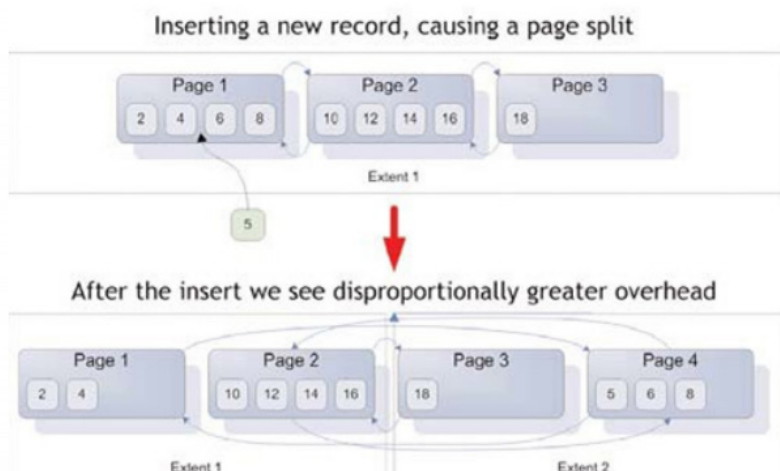 Inserting a new record, causing a page split
Page 1 Page 2 Page 3
2 4 6 8 10 12 14 16 18
Extent 1
5
After the insert we see disproportionally greater overhead
Page 1 Page 2 Page 3 Page 4
2 4 10 12 14 16 18 5 6 8
Extent 1 Extent 2